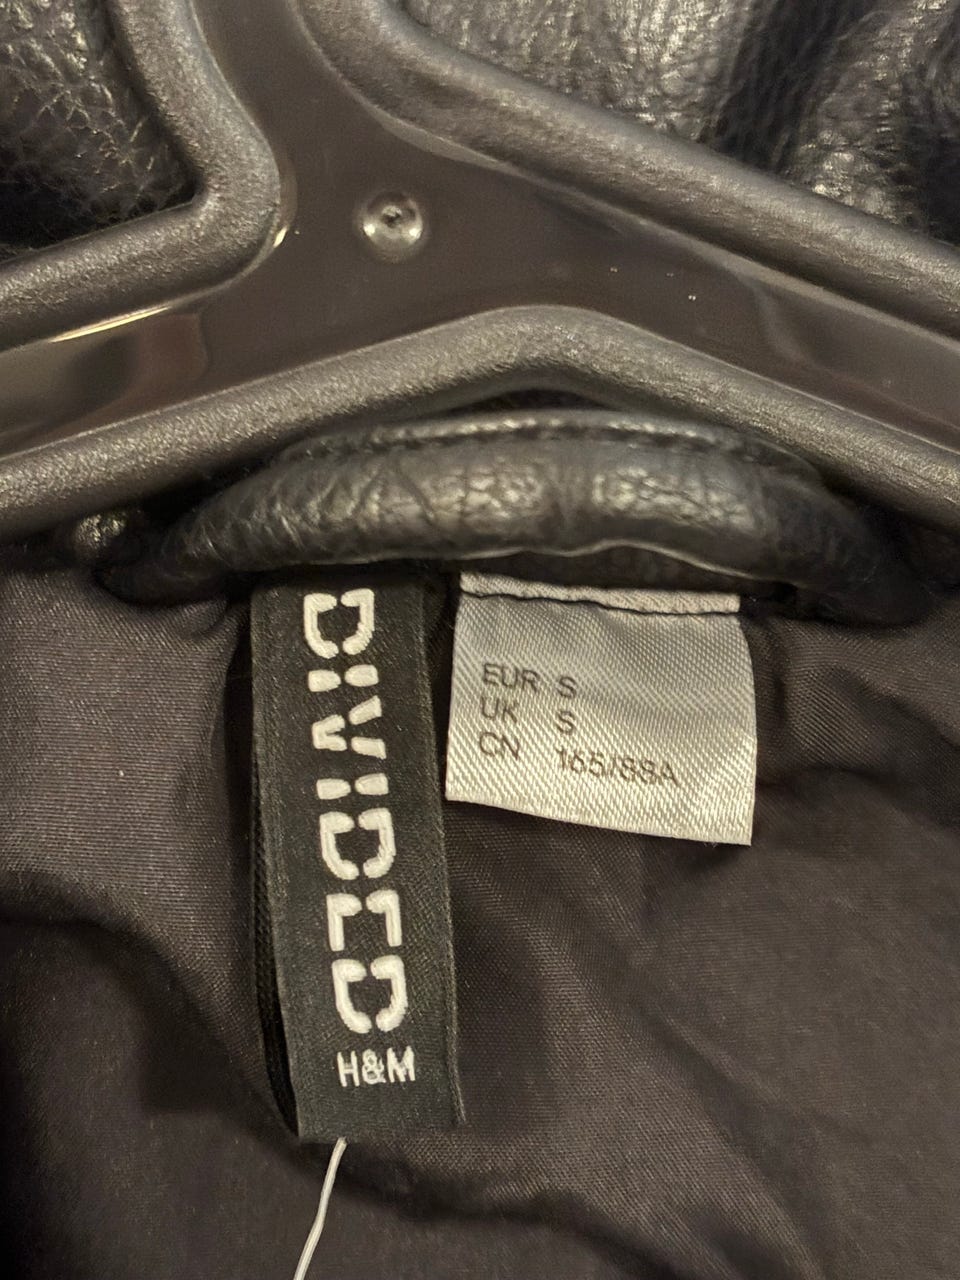 DIVIDED
H&M
EUR S
UK S
CN 165/88A